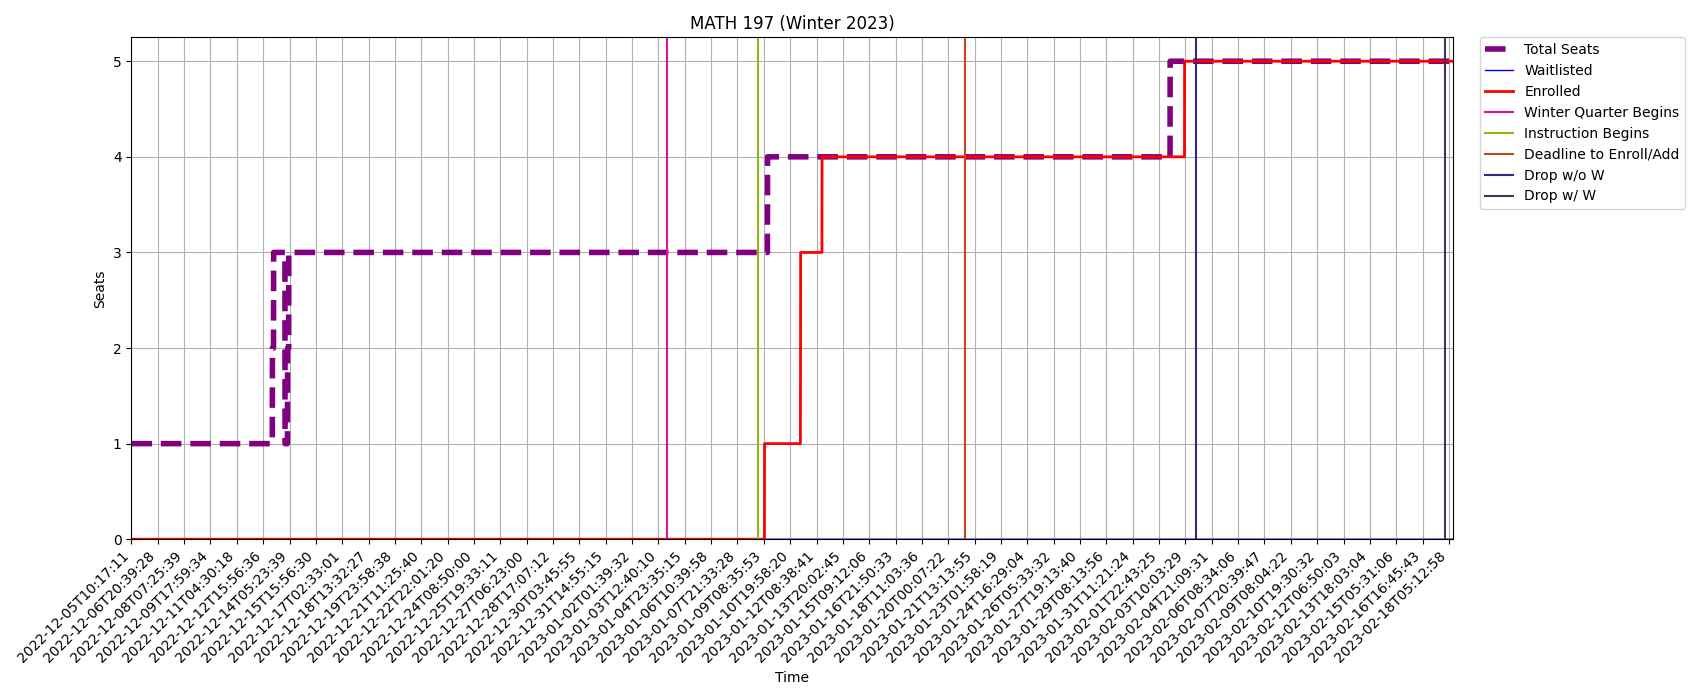 MATH 197 (Winter 2023)
Seats
5
4
3
2
1
0
Total Seats
Waitlisted
Enrolled
Winter Quarter Begins
Instruction Begins
Deadline to Enroll/Add
Drop w/o W
Drop w/ W
2022-12-05T10:17:11
2022-12-06T20:39:28
2022-12-08T07:25:39
2022-12-09T17:59:34
2022-12-11T04:30:18
2022-12-12T15:56:36
2022-12-14T05:23:39
2022-12-15T15:56:30
2022-12-17T02:33:01
2022-12-18T13:32:27
2022-12-19T23:58:38
2022-12-21T11:25:40
2022-12-22T22:01:20
2022-12-24T08:50:00
2022-12-25T19:33:11
2022-12-27T06:23:00
2022-12-28T17:07:12
2022-12-30T03:45:55
2022-12-31T14:55:15
2023-01-02T01:39:32
2023-01-03T12:40:10
2023-01-04T23:35:15
2023-01-06T10:39:58
2023-01-07T21:33:28
2023-01-09T08:35:53
2023-01-10T19:58:20
2023-01-12T08:38:41
2023-01-13T20:02:45
2023-01-15T09:12:06
2023-01-16T21:50:33
2023-01-18T11:03:36
2023-01-20T00:07:22
2023-01-21T13:13:55
2023-01-23T01:58:19
2023-01-24T16:29:04
2023-01-26T05:33:32
2023-01-27T19:13:40
2023-01-29T08:13:56
2023-01-31T11:21:24
2023-02-01T22:43:25
2023-02-03T10:03:29
2023-02-04T21:09:31
2023-02-06T08:34:06
2023-02-07T20:39:47
2023-02-09T08:04:22
2023-02-10T19:30:32
2023-02-12T06:50:03
2023-02-13T18:03:04
2023-02-15T05:31:06
2023-02-16T16:45:43
2023-02-18T05:12:58
Time